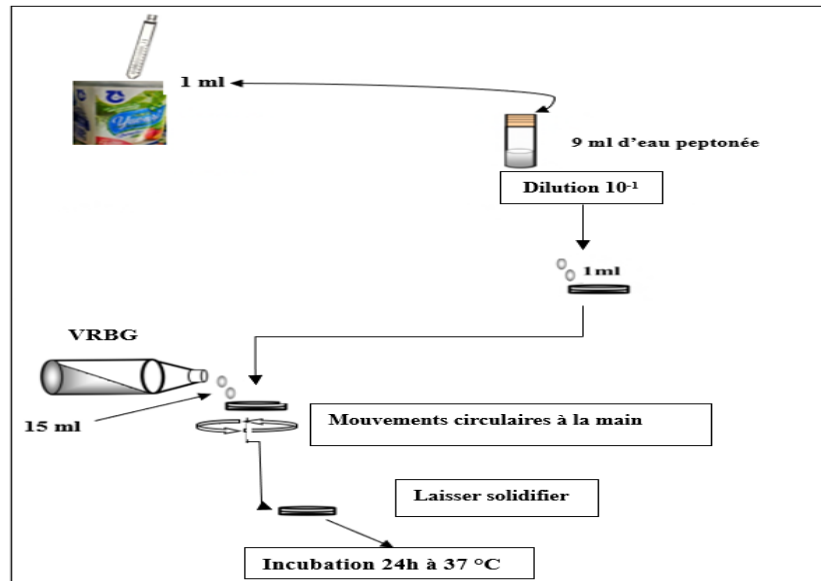 1 ml
9 ml d'eau peptonée
Dilution 10⁻¹
1ml
VRBG
15 ml
Mouvements circulaires à la main
Laisser solidifier
Incubation 24h à 37 °C